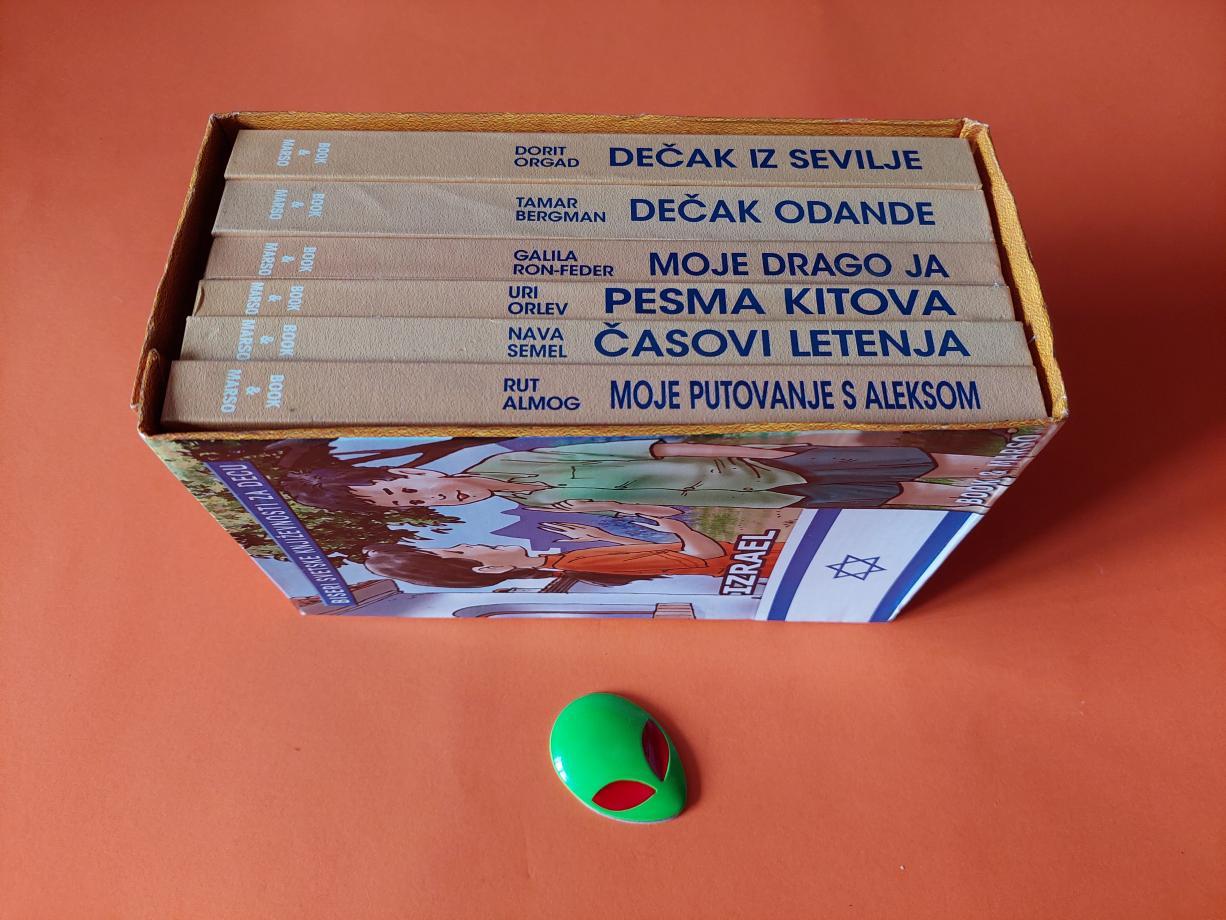 BOOK
&
MARSO
DORIT
ORGAD
DEČAK IZ SEVILJE
BOOK
&
MARSO
TAMAR
BERGMAN
DEČAK ODANDE
BOOK
&
MARSO
GALILA
RON-FEDER
MOJE DRAGO JA
BOOK
&
MARSO
URI
ORLEV
PESMA KITOVA
BOOK
&
MARSO
NAVA
SEMEL
ČASOVI LETENJA
BOOK
&
MARSO
RUT
ALMOG
MOJE PUTOVANJE S ALEKSOM
BISERI SVETSKE KNJIŽEVNOSTI ZA DECU
IZRAEL
BOOK & MARSO